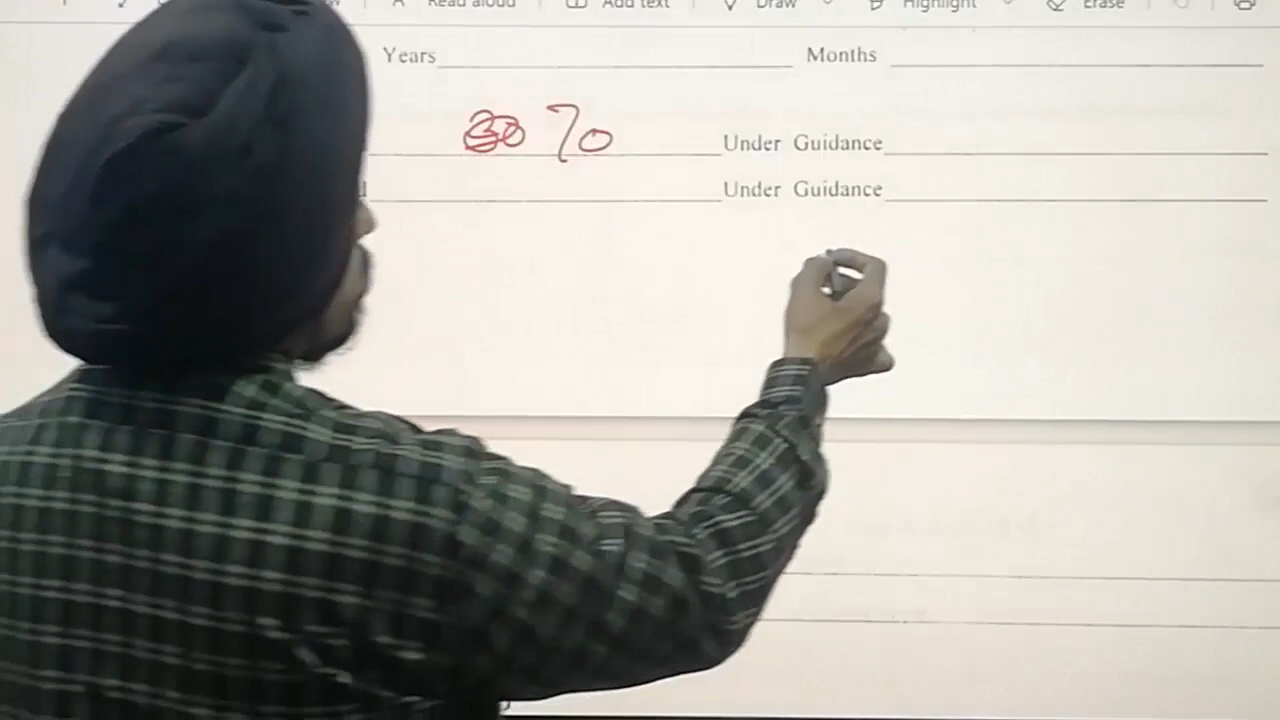 Read aloud Add text Draw Highlight Erase
Years Months
70 Under Guidance
Under Guidance